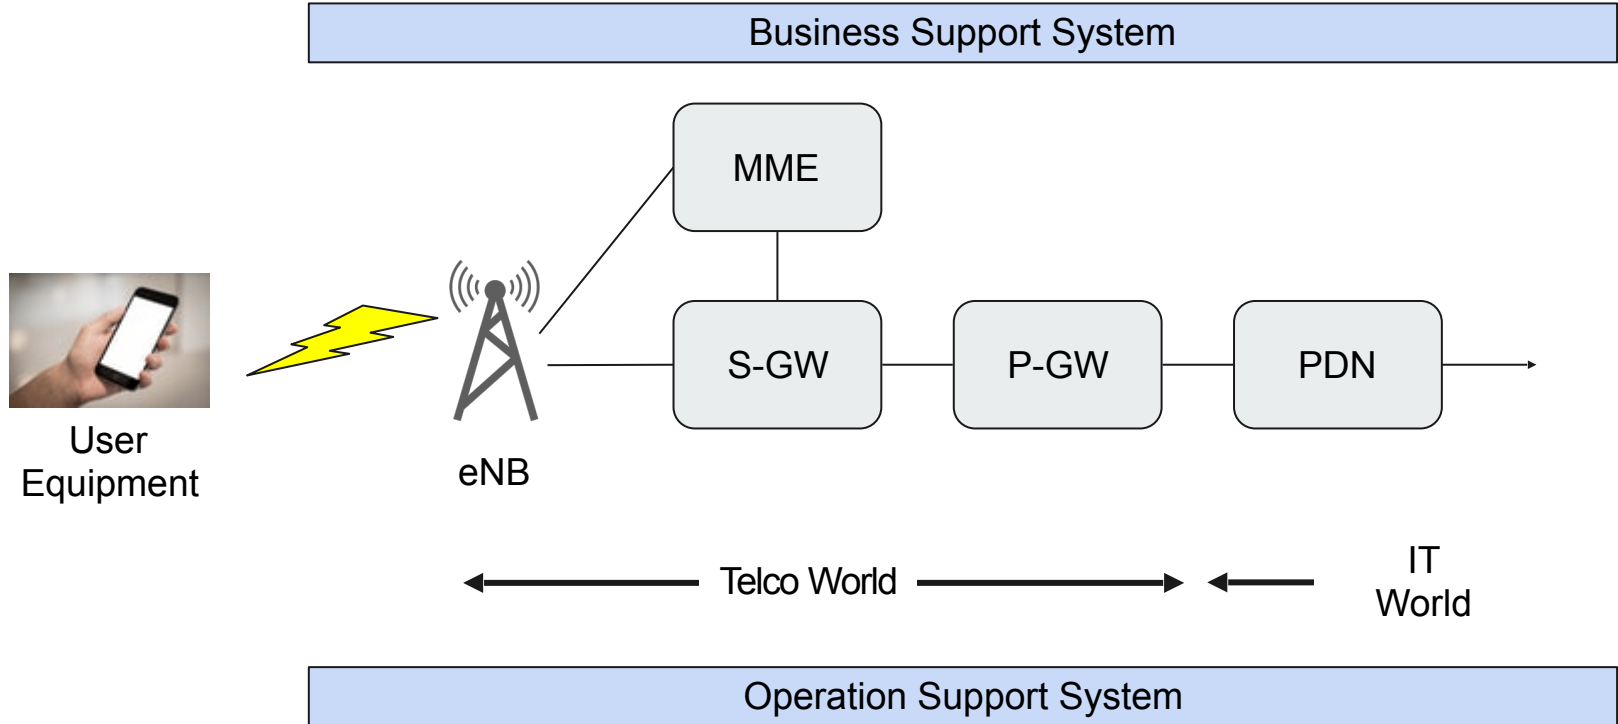 Business Support System
MME
S-GW
P-GW
PDN
User
Equipment
eNB
Telco World
IT
World
Operation Support System